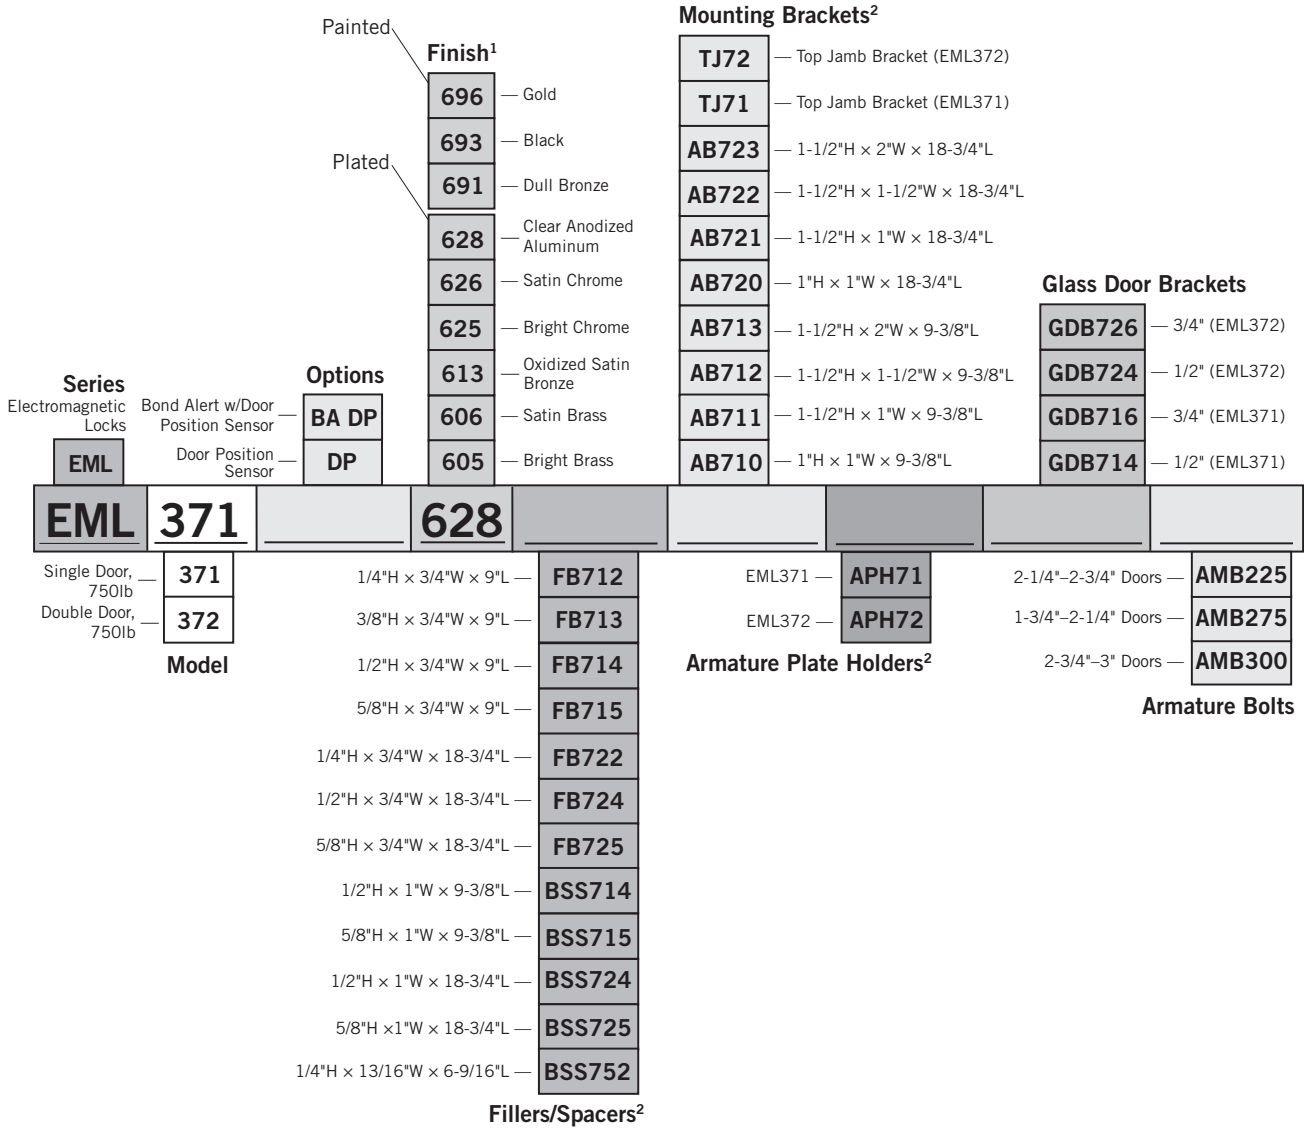 Mounting Brackets²
TJ72 — Top Jamb Bracket (EML372)
TJ71 — Top Jamb Bracket (EML371)
AB723 — 1-1/2"H × 2"W × 18-3/4"L
AB722 — 1-1/2"H × 1-1/2"W × 18-3/4"L
AB721 — 1-1/2"H × 1"W × 18-3/4"L
AB720 — 1"H × 1"W × 18-3/4"L
AB713 — 1-1/2"H × 2"W × 9-3/8"L
AB712 — 1-1/2"H × 1-1/2"W × 9-3/8"L
AB711 — 1-1/2"H × 1"W × 9-3/8"L
AB710 — 1"H × 1"W × 9-3/8"L
Painted
Finish¹
696 — Gold
693 — Black
691 — Dull Bronze
Plated
628 — Clear Anodized
Aluminum
626 — Satin Chrome
625 — Bright Chrome
613 — Oxidized Satin
Bronze
606 — Satin Brass
605 — Bright Brass
Glass Door Brackets
GDB726 — 3/4" (EML372)
GDB724 — 1/2" (EML372)
GDB716 — 3/4" (EML371)
GDB714 — 1/2" (EML371)
Series
Electromagnetic
Locks
EML
Options
Bond Alert w/Door
Position Sensor — BA DP
Door Position
Sensor — DP
EML 371 628
Single Door,
750lb — 371
Double Door,
750lb — 372
Model
1/4"H × 3/4"W × 9"L — FB712
3/8"H × 3/4"W × 9"L — FB713
1/2"H × 3/4"W × 9"L — FB714
5/8"H × 3/4"W × 9"L — FB715
1/4"H × 3/4"W × 18-3/4"L — FB722
1/2"H × 3/4"W × 18-3/4"L — FB724
5/8"H × 3/4"W × 18-3/4"L — FB725
1/2"H × 1"W × 9-3/8"L — BSS714
5/8"H × 1"W × 9-3/8"L — BSS715
1/2"H × 1"W × 18-3/4"L — BSS724
5/8"H ×1"W × 18-3/4"L — BSS725
1/4"H × 13/16"W × 6-9/16"L — BSS752
Fillers/Spacers²
EML371 — APH71
EML372 — APH72
Armature Plate Holders²
2-1/4"–2-3/4" Doors — AMB225
1-3/4"–2-1/4" Doors — AMB275
2-3/4"–3" Doors — AMB300
Armature Bolts